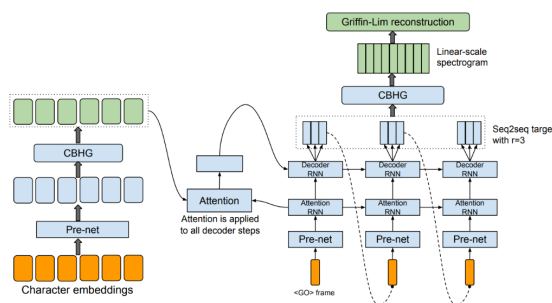 Griffin-Lim reconstruction
Linear-scale
spectrogram
CBHG
Seq2seq target
with r=3
CBHG
Attention
Attention is applied
to all decoder steps
Decoder
RNN
Decoder
RNN
Decoder
RNN
Attention
RNN
Attention
RNN
Attention
RNN
Pre-net
Pre-net
Pre-net
Pre-net
<GO> frame
Character embeddings